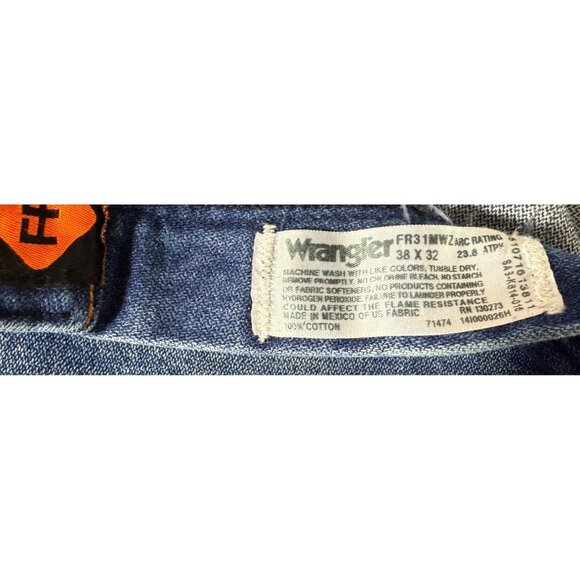 FR
Wrangler FR31MWZ ARC RATING
38 X 32 23.8 ATPV
MACHINE WASH WITH LIKE COLORS, TUMBLE DRY,
REMOVE PROMPTLY, NO CHLORINE BLEACH, NO STARCH
OR FABRIC SOFTENERS, NO PRODUCTS CONTAINING
HYDROGEN PEROXIDE. FAILURE TO LAUNDER PROPERLY
COULD AFFECT THE FLAME RESISTANCE
MADE IN MEXICO OF US FABRIC RN 130273
100% COTTON 71474 14I000026H